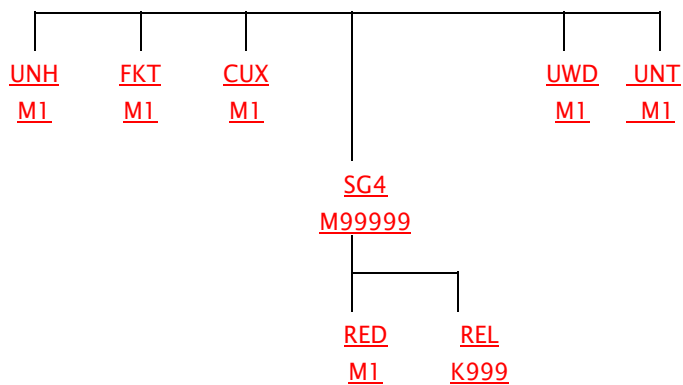 UNH FKT CUX UWD UNT
M1 M1 M1 M1 M1
SG4
M99999
RED REL
M1 K999